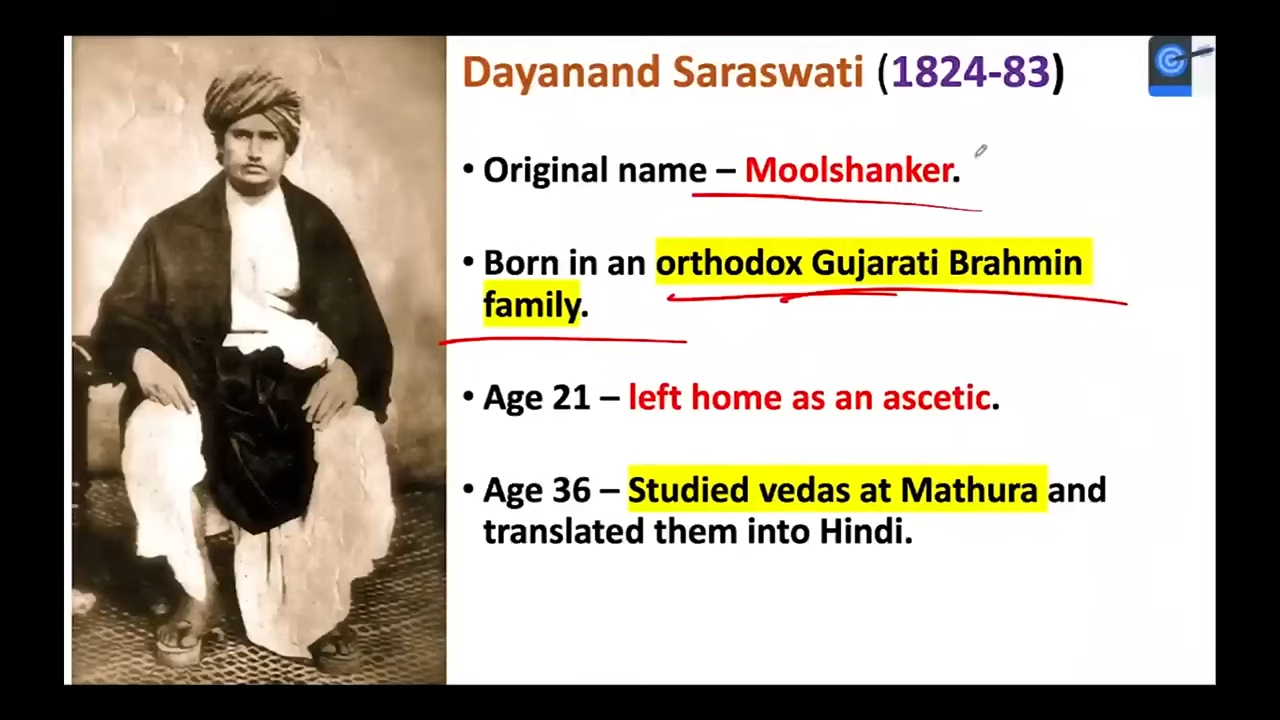 Dayanand Saraswati (1824-83)
• Original name – Moolshanker.
• Born in an orthodox Gujarati Brahmin
family.
• Age 21 – left home as an ascetic.
• Age 36 – Studied vedas at Mathura and
translated them into Hindi.